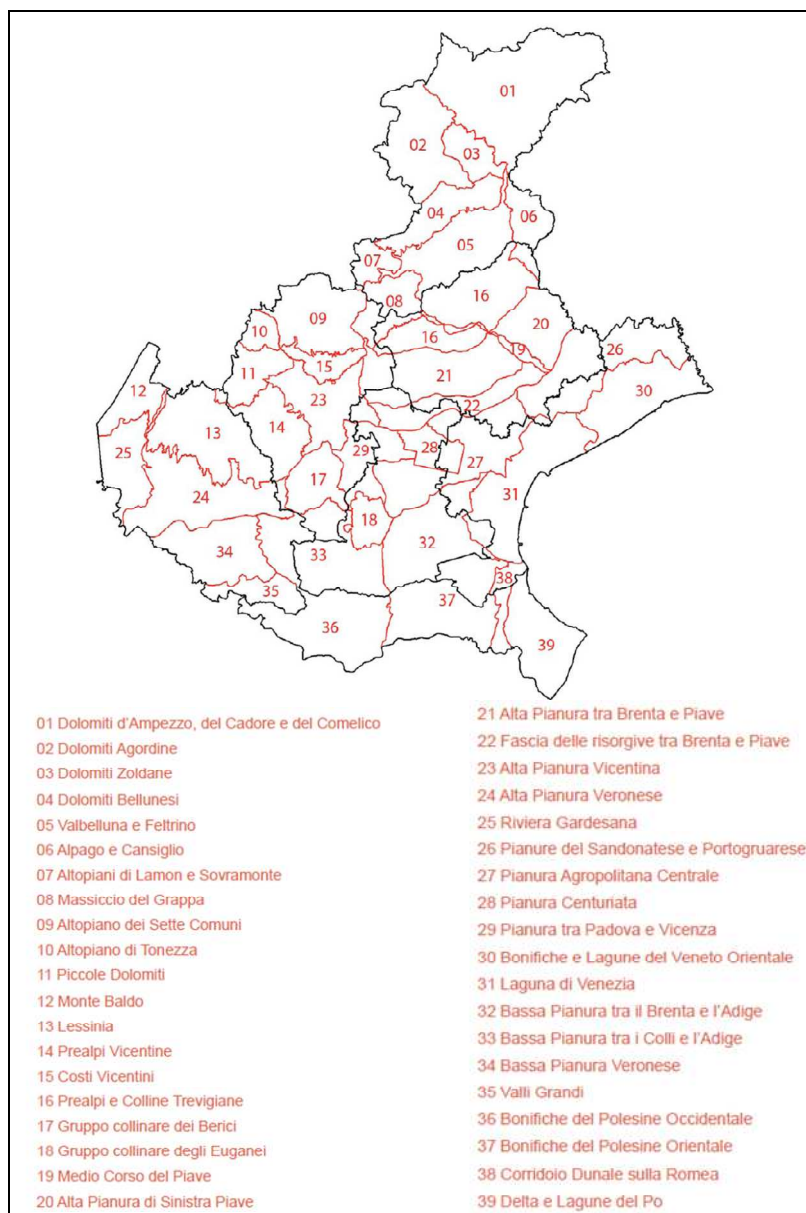 01
02
03
04
06
05
07
08
16
09
20
10
16
19
26
15
11
21
12
30
23
22
14
13
28
29
27
25
17
31
24
18
32
34
33
38
35
37
36
39
01 Dolomiti d'Ampezzo, del Cadore e del Comelico
02 Dolomiti Agordine
03 Dolomiti Zoldane
04 Dolomiti Bellunesi
05 Valbelluna e Feltrino
06 Alpago e Cansiglio
07 Altopiani di Lamon e Sovramonte
08 Massiccio del Grappa
09 Altopiano dei Sette Comuni
10 Altopiano di Tonezza
11 Piccole Dolomiti
12 Monte Baldo
13 Lessinia
14 Prealpi Vicentine
15 Costi Vicentini
16 Prealpi e Colline Trevigiane
17 Gruppo collinare dei Berici
18 Gruppo collinare degli Euganei
19 Medio Corso del Piave
20 Alta Pianura di Sinistra Piave
21 Alta Pianura tra Brenta e Piave
22 Fascia delle risorgive tra Brenta e Piave
23 Alta Pianura Vicentina
24 Alta Pianura Veronese
25 Riviera Gardesana
26 Pianure del Sandonatese e Portogruarese
27 Pianura Agropolitana Centrale
28 Pianura Centuriata
29 Pianura tra Padova e Vicenza
30 Bonifiche e Lagune del Veneto Orientale
31 Laguna di Venezia
32 Bassa Pianura tra il Brenta e l'Adige
33 Bassa Pianura tra i Colli e l'Adige
34 Bassa Pianura Veronese
35 Valli Grandi
36 Bonifiche del Polesine Occidentale
37 Bonifiche del Polesine Orientale
38 Corridoio Dunale sulla Romea
39 Delta e Lagune del Po